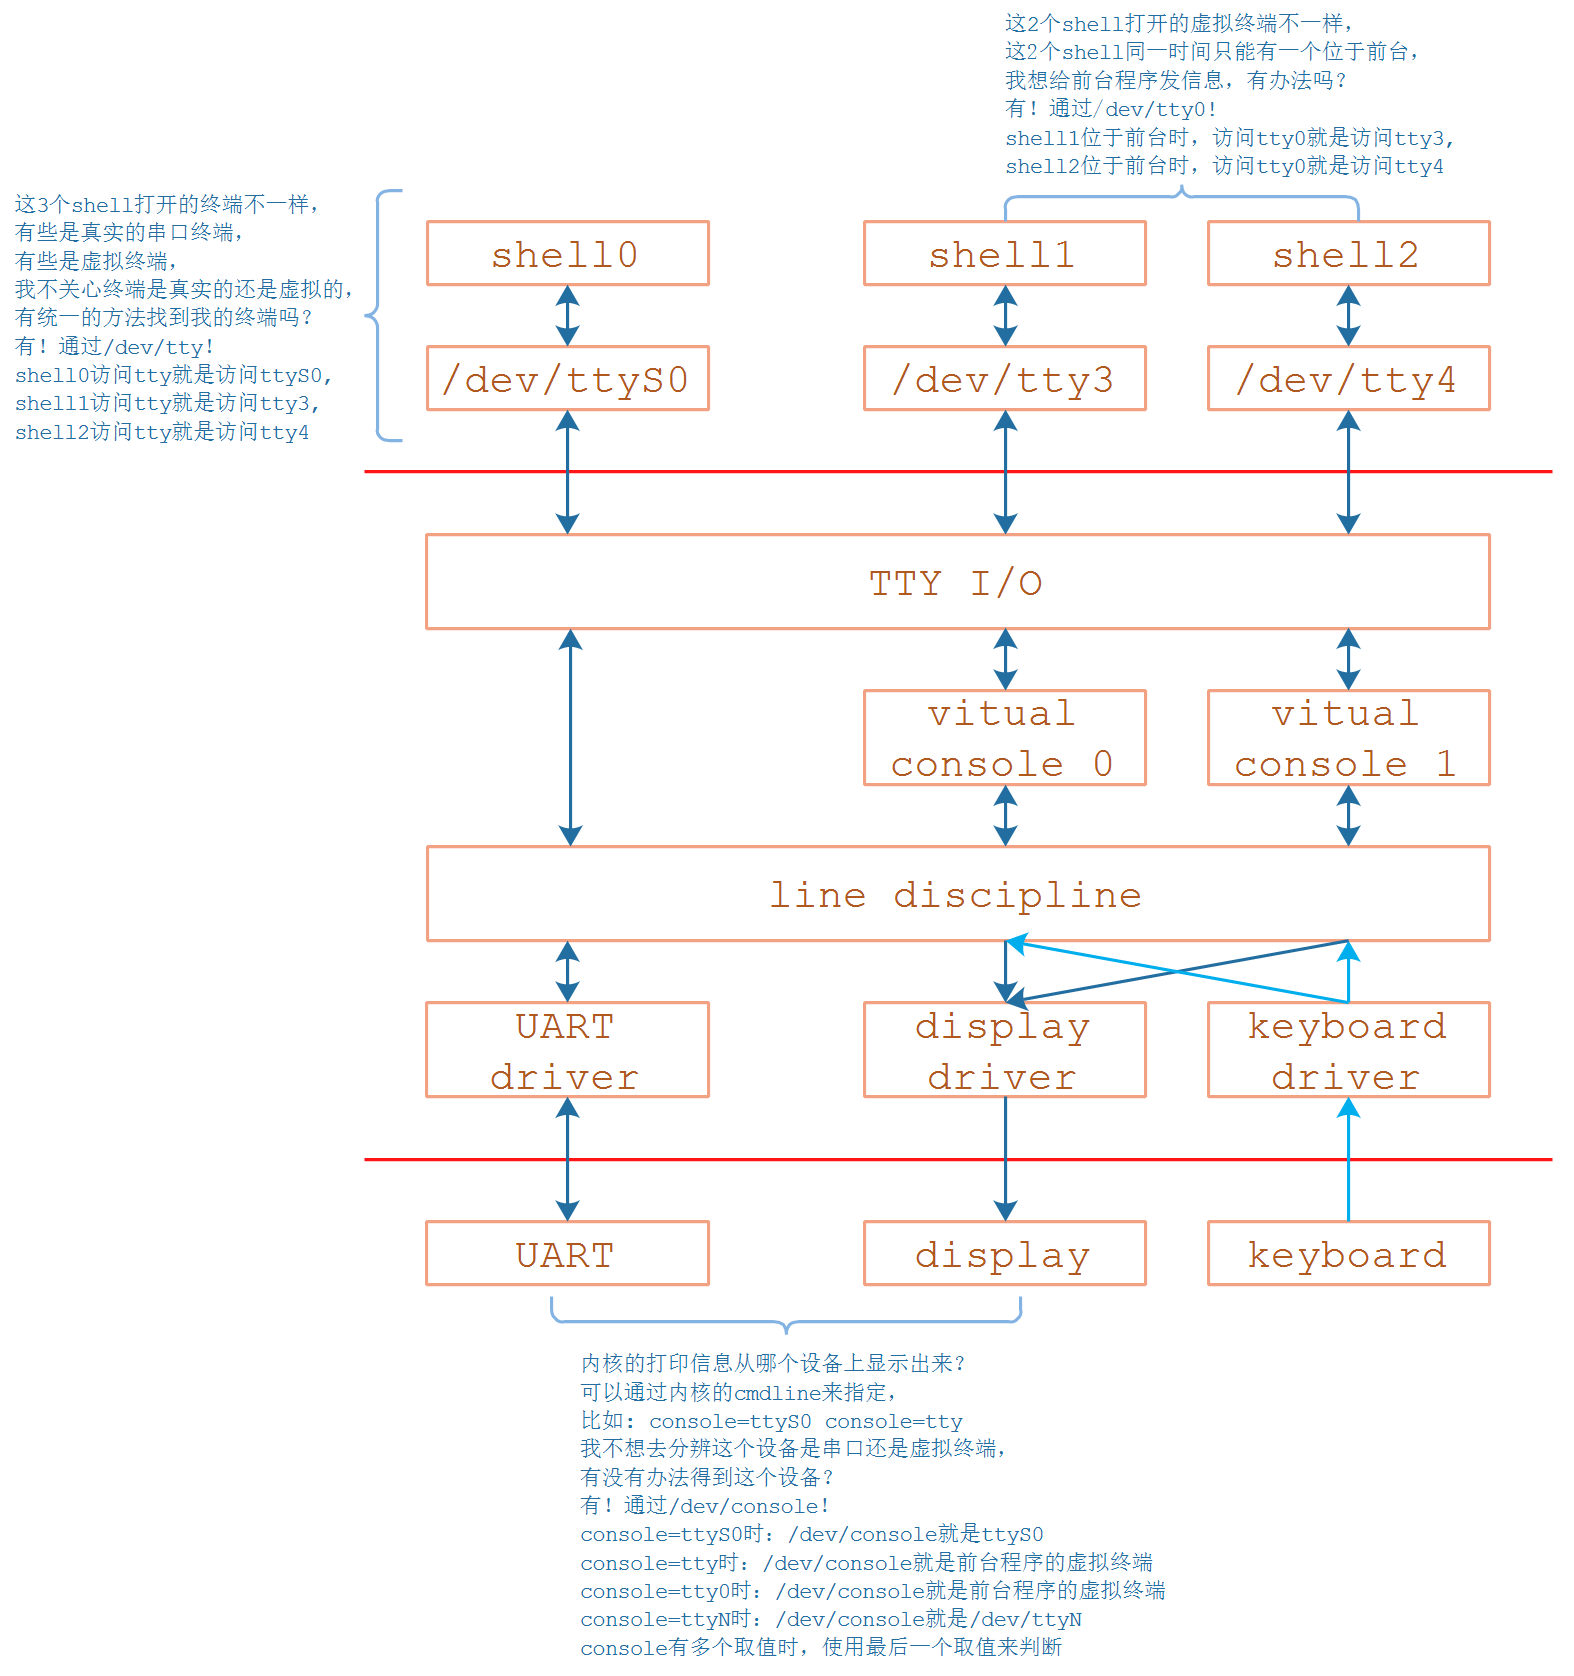 这2个shell打开的虚拟终端不一样，
这2个shell同一时间只能有一个位于前台，
我想给前台程序发信息，有办法吗？
有！通过/dev/tty0！
shell1位于前台时，访问tty0就是访问tty3，
shell2位于前台时，访问tty0就是访问tty4
这3个shell打开的终端不一样，
有些是真实的串口终端，
有些是虚拟终端，
我不关心终端是真实的还是虚拟的，
有统一的方法找到我的终端吗？
有！通过/dev/tty！
shell0访问tty就是访问ttyS0，
shell1访问tty就是访问tty3，
shell2访问tty就是访问tty4
shell0
shell1
shell2
/dev/ttyS0
/dev/tty3
/dev/tty4
TTY I/O
vitual
console 0
vitual
console 1
line discipline
UART
driver
display
driver
keyboard
driver
UART
display
keyboard
内核的打印信息从哪个设备上显示出来？
可以通过内核的cmdline来指定，
比如：console=ttyS0 console=tty
我不想去分辨这个设备是串口还是虚拟终端，
有没有办法得到这个设备？
有！通过/dev/console！
console=ttyS0时：/dev/console就是ttyS0
console=tty时：/dev/console就是前台程序的虚拟终端
console=tty0时：/dev/console就是前台程序的虚拟终端
console=ttyN时：/dev/console就是/dev/ttyN
console有多个取值时，使用最后一个取值来判断